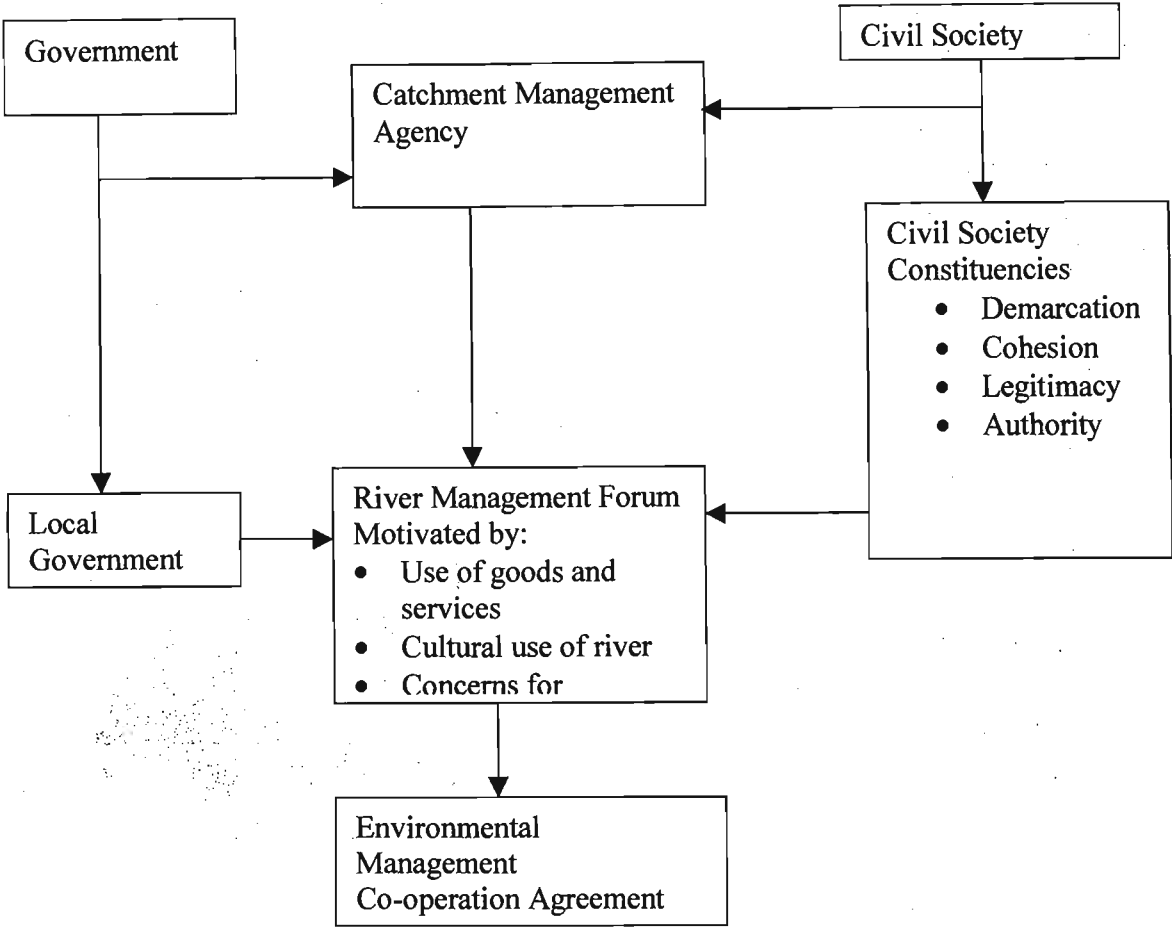 Government
Civil Society
Catchment Management
Agency
Civil Society
Constituencies
• Demarcation
• Cohesion
• Legitimacy
• Authority
Local
Government
River Management Forum
Motivated by:
• Use of goods and
services
• Cultural use of river
• Concerns for
Environmental
Management
Co-operation Agreement